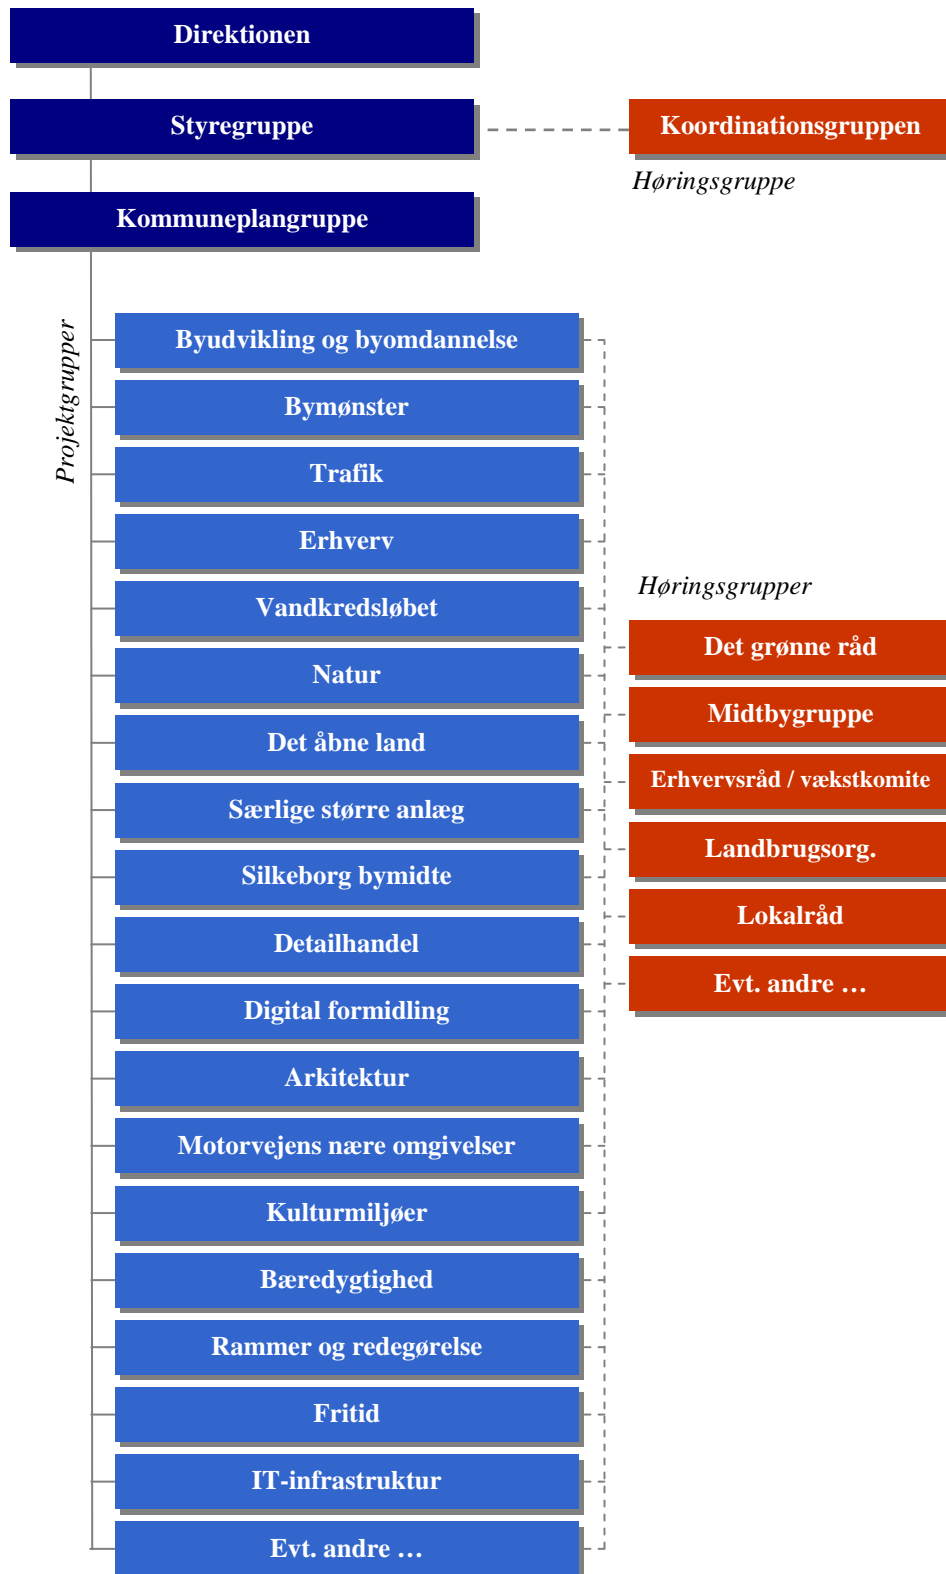 Direktionen
Styregruppe
Koordinationsgruppen
Høringsgruppe
Kommuneplangruppe
Projektgrupper
Byudvikling og byomdannelse
Bymønster
Trafik
Erhverv
Vandkredsløbet
Natur
Det åbne land
Særlige større anlæg
Silkeborg bymidte
Detailhandel
Digital formidling
Arkitektur
Motorvejens nære omgivelser
Kulturmiljøer
Bæredygtighed
Rammer og redegørelse
Fritid
IT-infrastruktur
Evt. andre …
Høringsgrupper
Det grønne råd
Midtbygruppe
Erhvervsråd / vækstkomite
Landbrugsorg.
Lokalråd
Evt. andre …